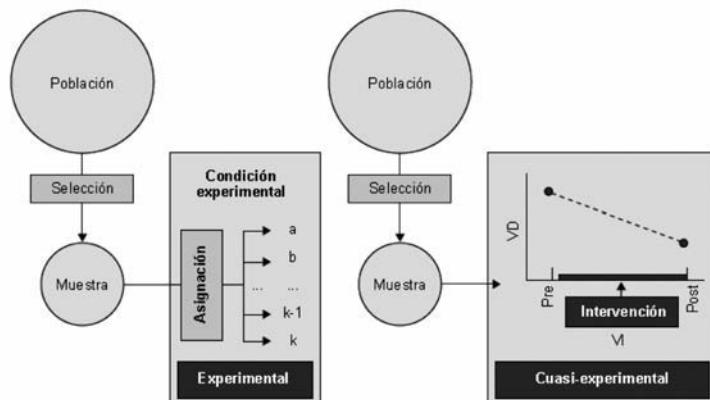 Población
Selección
Muestra
Condición
experimental
Asignación
a
b
... ...
k-1
k
Experimental
Población
Selección
Muestra
VD
Pre
Post
Intervención
VI
Cuasi-experimental